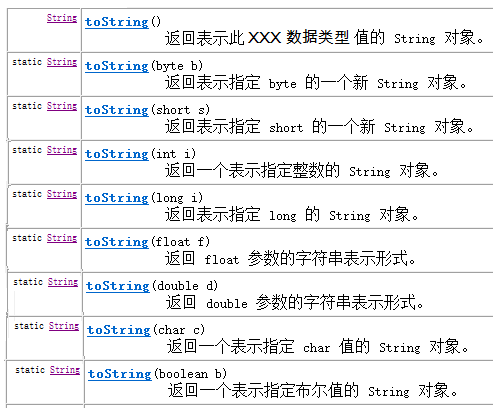 String toString()
返回表示此 XXX 数据类型 值的 String 对象。
static String toString(byte b)
返回表示指定 byte 的一个新 String 对象。
static String toString(short s)
返回表示指定 short 的一个新 String 对象。
static String toString(int i)
返回一个表示指定整数的 String 对象。
static String toString(long i)
返回表示指定 long 的 String 对象。
static String toString(float f)
返回 float 参数的字符串表示形式。
static String toString(double d)
返回 double 参数的字符串表示形式。
static String toString(char c)
返回一个表示指定 char 值的 String 对象。
static String toString(boolean b)
返回一个表示指定布尔值的 String 对象。